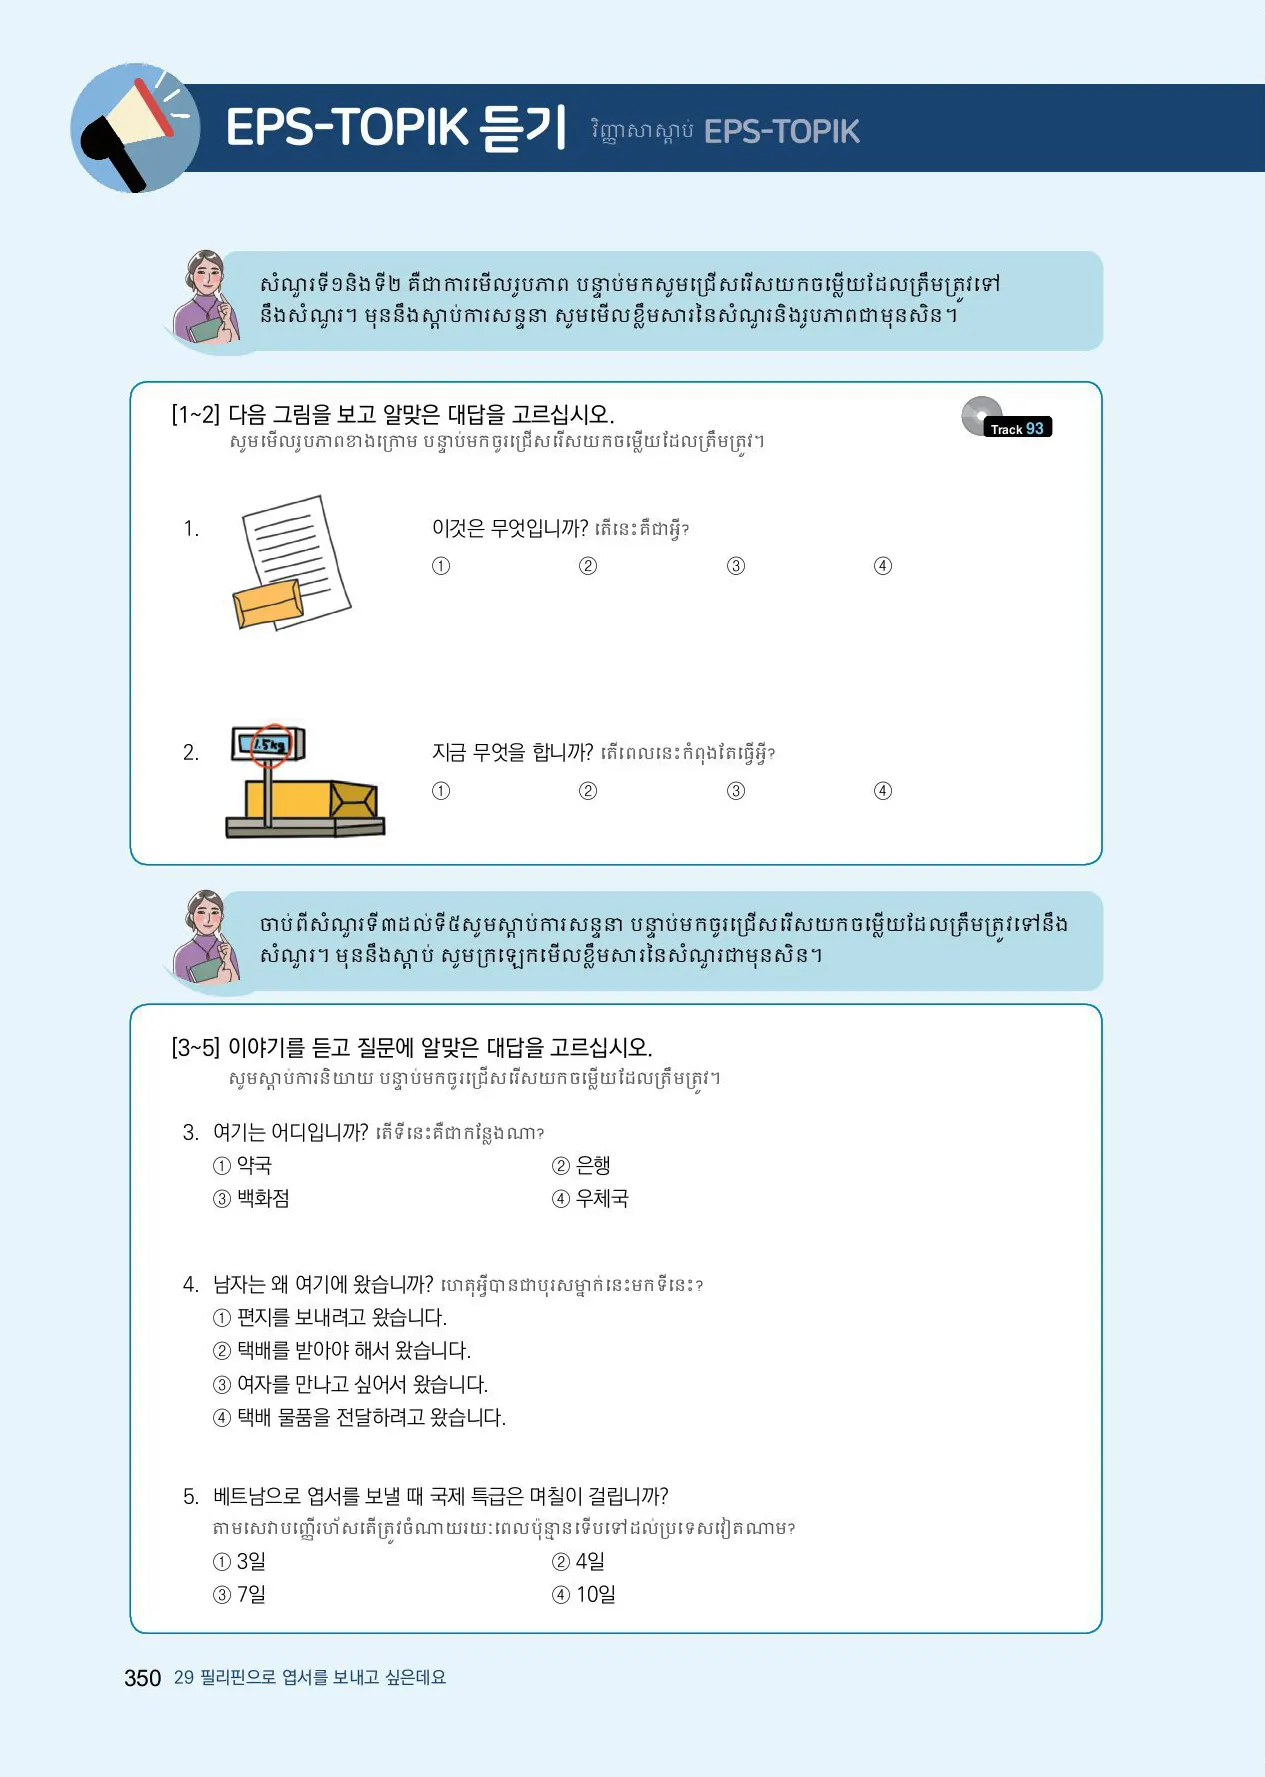 EPS-TOPIK 듣기 វិញ្ញាសាស្តាប់ EPS-TOPIK
សំណួរទី១និងទី២ គឺជាការមើលរូបភាព បន្ទាប់មកសូមជ្រើសរើសយកចម្លើយដែលត្រឹមត្រូវទៅ
នឹងសំណួរ។ មុននឹងស្តាប់ការសន្ទនា សូមមើលខ្លឹមសារនៃសំណួរនិងរូបភាពជាមុនសិន។
[1~2] 다음 그림을 보고 알맞은 대답을 고르십시오.
Track 93
សូមមើលរូបភាពខាងក្រោម បន្ទាប់មកចូរជ្រើសរើសយកចម្លើយដែលត្រឹមត្រូវ។
1. 이것은 무엇입니까? តើនេះគឺជាអ្វី?
① ② ③ ④
1.5kg
2. 지금 무엇을 합니까? តើពេលនេះកំពុងតែធ្វើអ្វី?
① ② ③ ④
ចាប់ពីសំណួរទី៣ដល់ទី៥សូមស្តាប់ការសន្ទនា បន្ទាប់មកចូរជ្រើសរើសយកចម្លើយដែលត្រឹមត្រូវទៅនឹង
សំណួរ។ មុននឹងស្តាប់ សូមក្រឡេកមើលខ្លឹមសារនៃសំណួរជាមុនសិន។
[3~5] 이야기를 듣고 질문에 알맞은 대답을 고르십시오.
សូមស្តាប់ការនិយាយ បន្ទាប់មកចូរជ្រើសរើសយកចម្លើយដែលត្រឹមត្រូវ។
3. 여기는 어디입니까? តើទីនេះគឺជាកន្លែងណា?
① 약국 ② 은행
③ 백화점 ④ 우체국
4. 남자는 왜 여기에 왔습니까? ហេតុអ្វីបានជាបុរសម្នាក់នេះមកទីនេះ?
① 편지를 보내려고 왔습니다.
② 택배를 받아야 해서 왔습니다.
③ 여자를 만나고 싶어서 왔습니다.
④ 택배 물품을 전달하려고 왔습니다.
5. 베트남으로 엽서를 보낼 때 국제 특급은 며칠이 걸립니까?
តាមសេវាបញ្ញើរហ័សតើត្រូវចំណាយរយៈពេលប៉ុន្មានទើបទៅដល់ប្រទេសវៀតណាម?
① 3일 ② 4일
③ 7일 ④ 10일
350 29 필리핀으로 엽서를 보내고 싶은데요